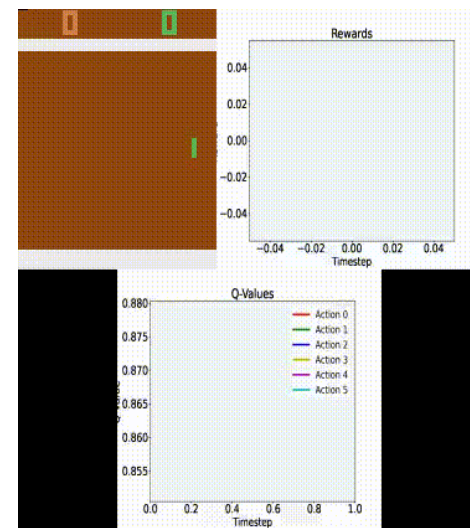 0 0
Rewards
0.04
0.02
0.00
−0.02
−0.04
−0.04 −0.02 0.00 0.02 0.04
Timestep
Q-Values
0.880
0.875
0.870
0.865
0.860
0.855
Action 0
Action 1
Action 2
Action 3
Action 4
Action 5
0.0 0.2 0.4 0.6 0.8 1.0
Timestep